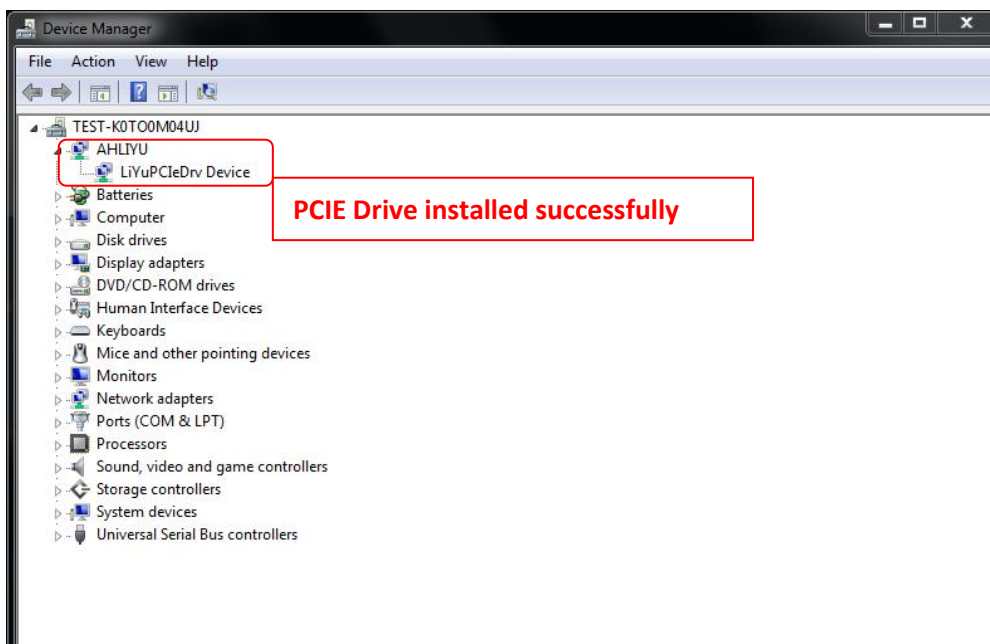 Device Manager
File Action View Help
TEST-K0TO0M04UJ
AHLIYU
LiYuPCIeDrv Device
PCIE Drive installed successfully
Batteries
Computer
Disk drives
Display adapters
DVD/CD-ROM drives
Human Interface Devices
Keyboards
Mice and other pointing devices
Monitors
Network adapters
Ports (COM & LPT)
Processors
Sound, video and game controllers
Storage controllers
System devices
Universal Serial Bus controllers